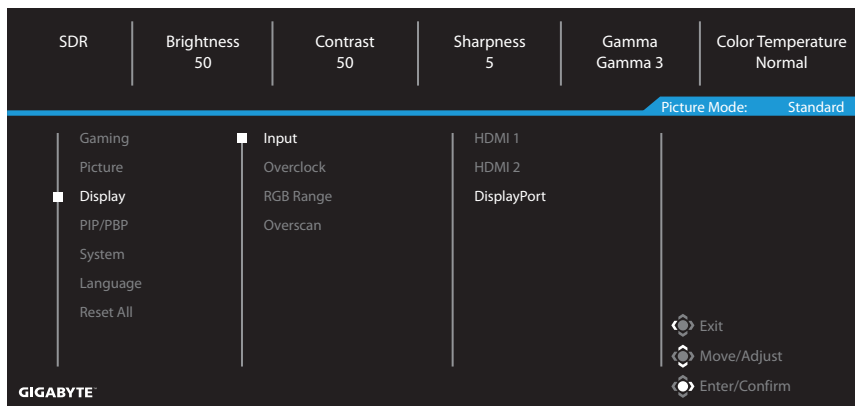 SDR
Brightness
50
Contrast
50
Sharpness
5
Gamma
Gamma 3
Color Temperature
Normal
Picture Mode: Standard
Gaming
Picture
Display
PIP/PBP
System
Language
Reset All
Input
Overclock
RGB Range
Overscan
HDMI 1
HDMI 2
DisplayPort
Exit
Move/Adjust
Enter/Confirm
GIGABYTE™